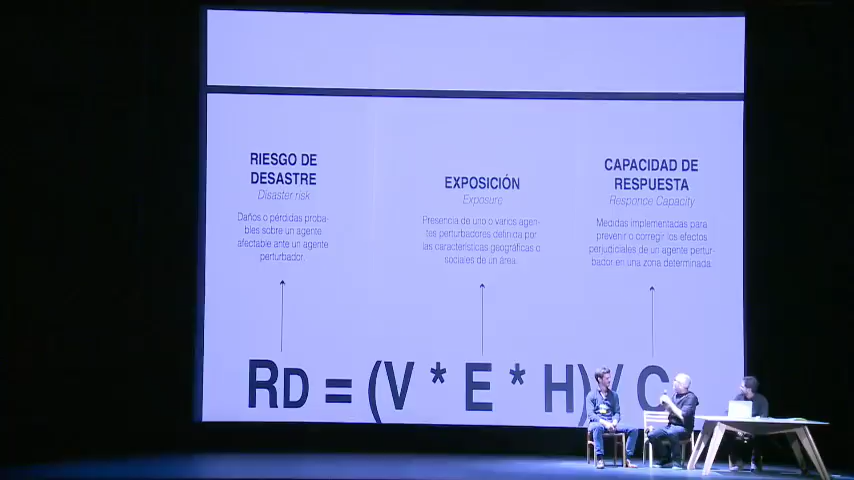 RIESGO DE
DESASTRE
Disaster risk
Daños o pérdidas proba-
bles sobre un agente
afectable ante un agente
perturbador.
EXPOSICIÓN
Exposure
Presencia de uno o varios agen-
tes perturbadores definida por
las características geográficas o
sociales de un área.
CAPACIDAD DE
RESPUESTA
Responce Capacity
Medidas implementadas para
prevenir o corregir los efectos
perjudiciales de un agente pertur-
bador en una zona determinada.
RD = (V * E * H) / C